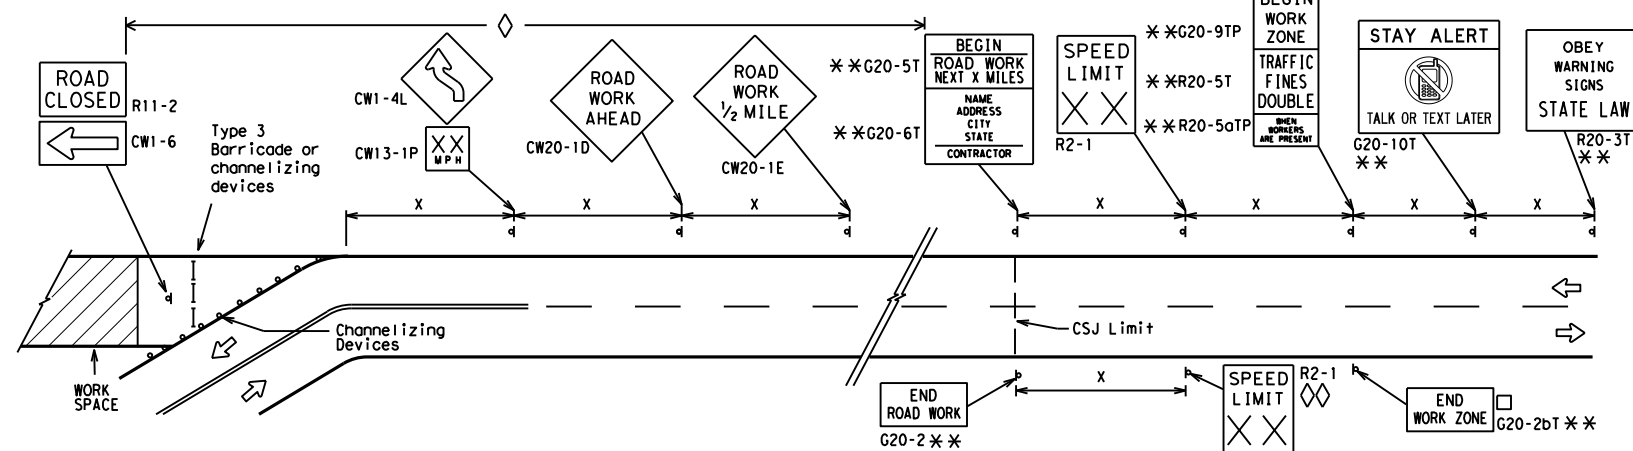 ROAD
CLOSED
R11-2
CW1-6
Type 3
Barricade or
channelizing
devices
CW1-4L
XX
MPH
CW13-1P
ROAD
WORK
AHEAD
CW20-1D
ROAD
WORK
1/2 MILE
CW20-1E
**G20-5T
BEGIN
ROAD WORK
NEXT X MILES
**G20-6T
NAME
ADDRESS
CITY
STATE
CONTRACTOR
SPEED
LIMIT
XX
R2-1
**G20-9TP
BEGIN
WORK
ZONE
**R20-5T
TRAFFIC
FINES
DOUBLE
**R20-5aTP
WHEN
WORKERS
ARE PRESENT
STAY ALERT
TALK OR TEXT LATER
G20-10T
**
OBEY
WARNING
SIGNS
STATE LAW
R20-3T
**
X
X
X
X
X
X
X
Channelizing
Devices
CSJ Limit
WORK
SPACE
END
ROAD WORK
G20-2**
X
SPEED
LIMIT
XX
R2-1
END
WORK ZONE
G20-2bT **